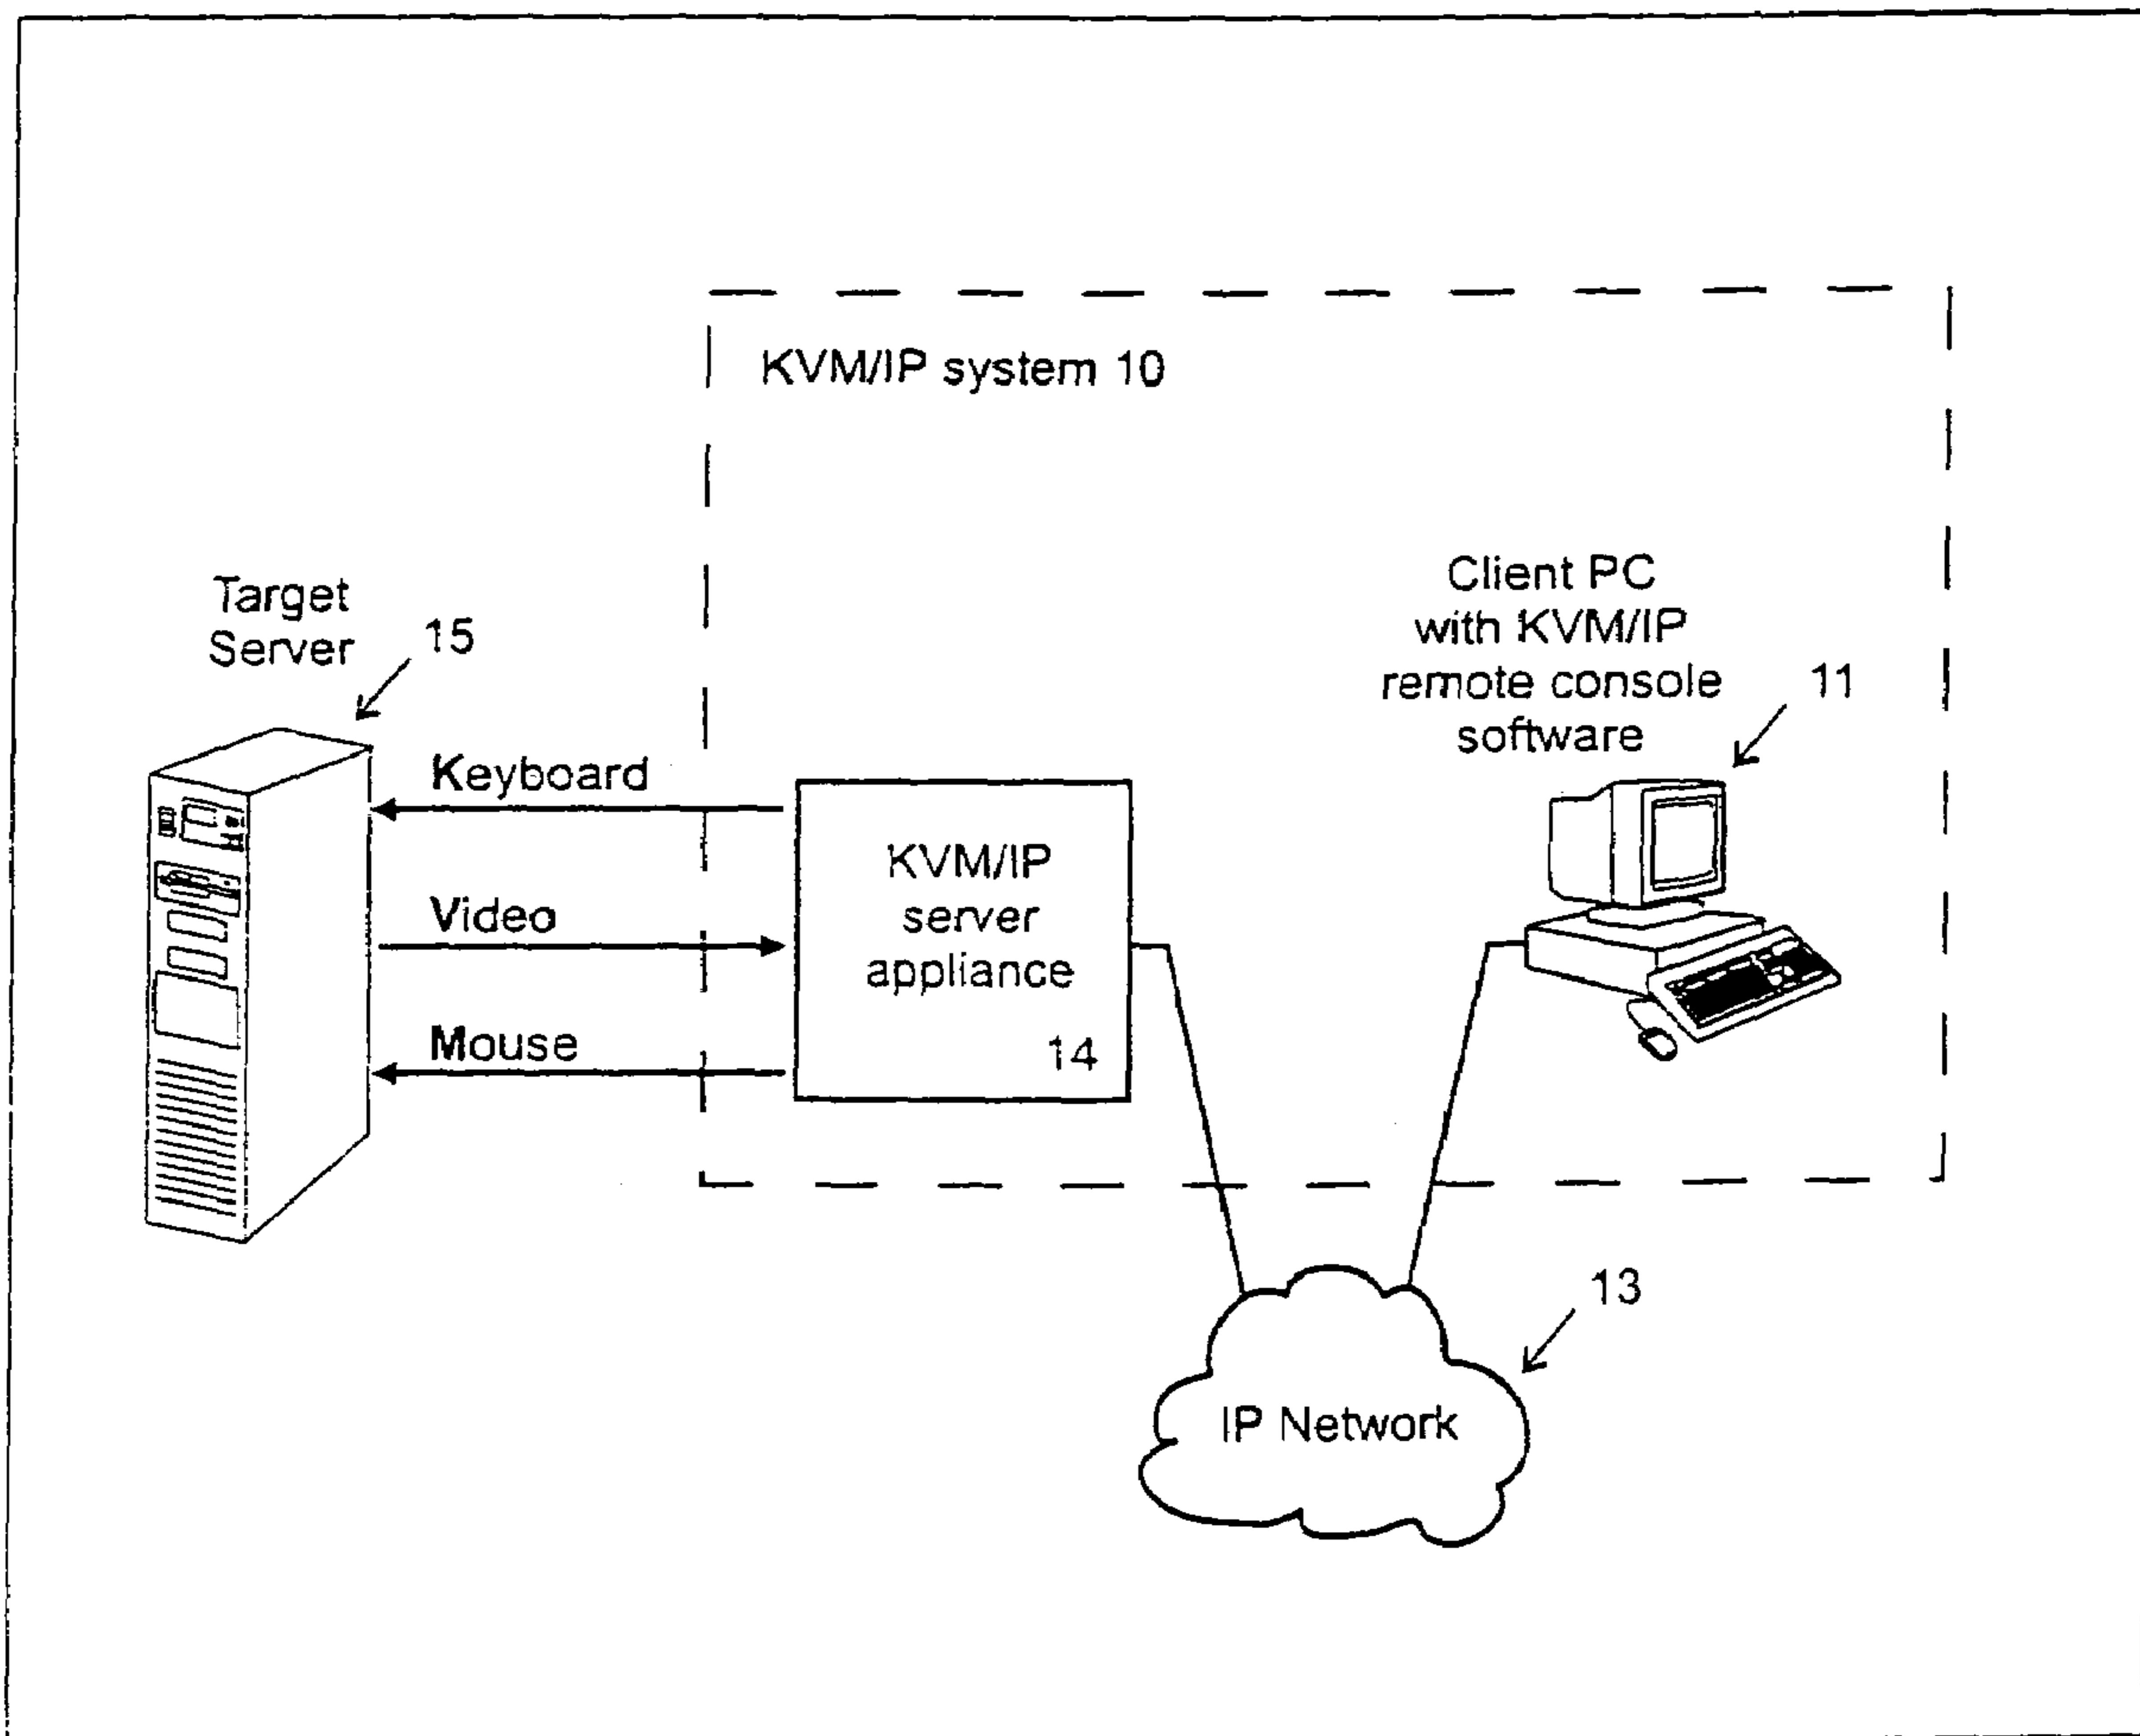 KVM/IP system 10
Target
Server
15
Client PC
with KVM/IP
remote console
software
11
Keyboard
Video
Mouse
KVM/IP
server
appliance
14
13
IP Network